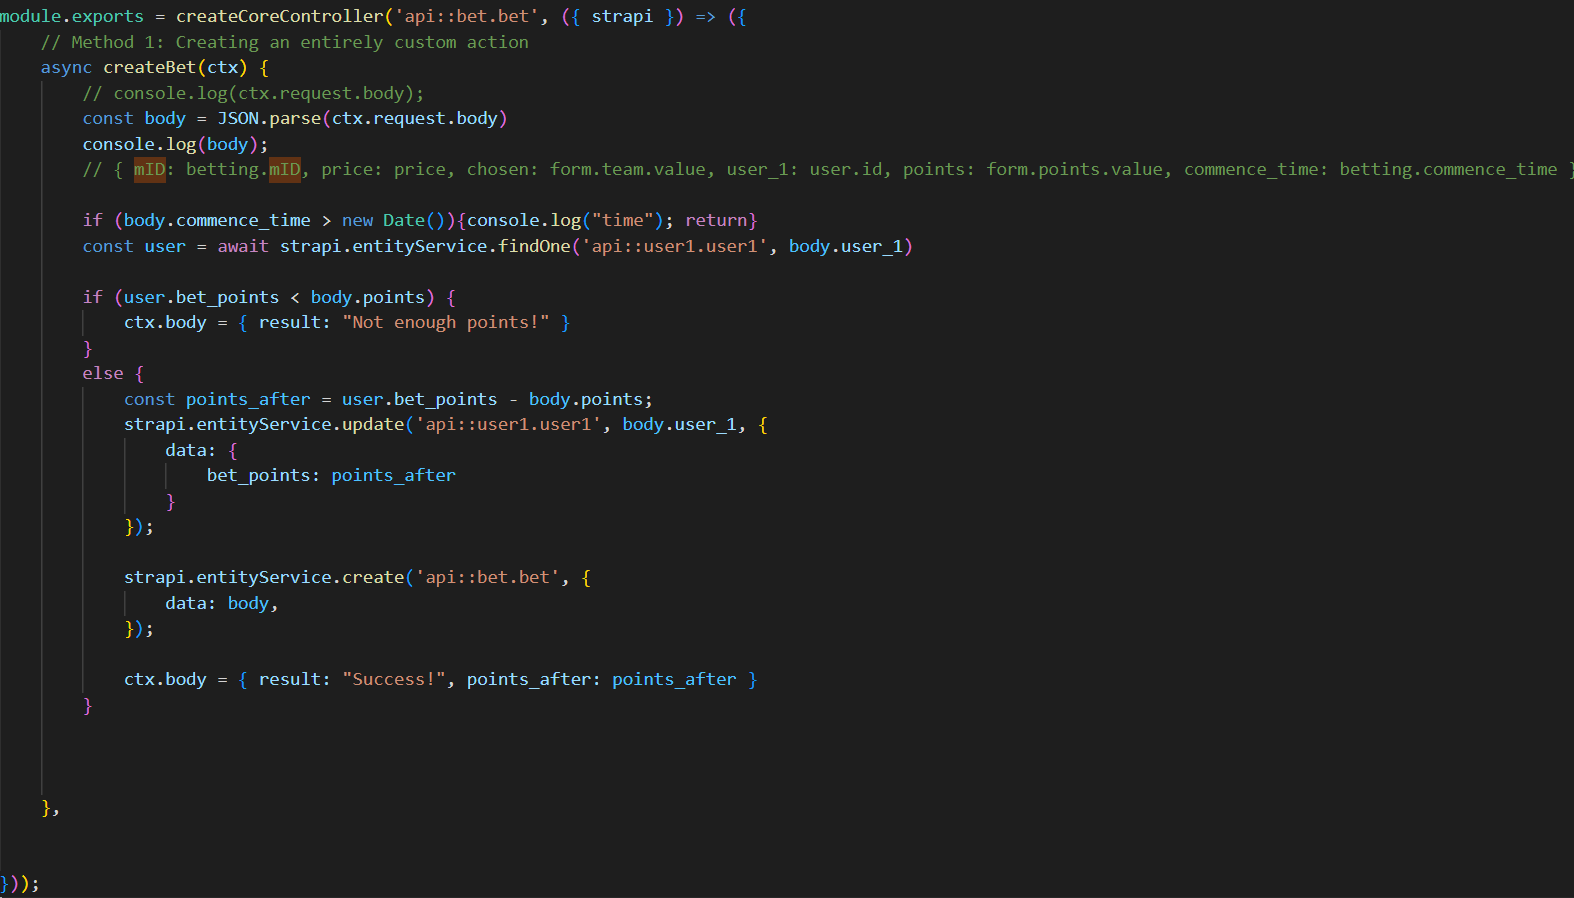 module.exports = createCoreController('api::bet.bet', ({ strapi }) => ({
// Method 1: Creating an entirely custom action
async createBet(ctx) {
// console.log(ctx.request.body);
const body = JSON.parse(ctx.request.body)
console.log(body);
// { mID: betting.mID, price: price, chosen: form.team.value, user_1: user.id, points: form.points.value, commence_time: betting.commence_time }
if (body.commence_time > new Date()){console.log("time"); return}
const user = await strapi.entityService.findOne('api::user1.user1', body.user_1)
if (user.bet_points < body.points) {
ctx.body = { result: "Not enough points!" }
}
else {
const points_after = user.bet_points - body.points;
strapi.entityService.update('api::user1.user1', body.user_1, {
data: {
bet_points: points_after
}
});
strapi.entityService.create('api::bet.bet', {
data: body,
});
ctx.body = { result: "Success!", points_after: points_after }
}
},
}));